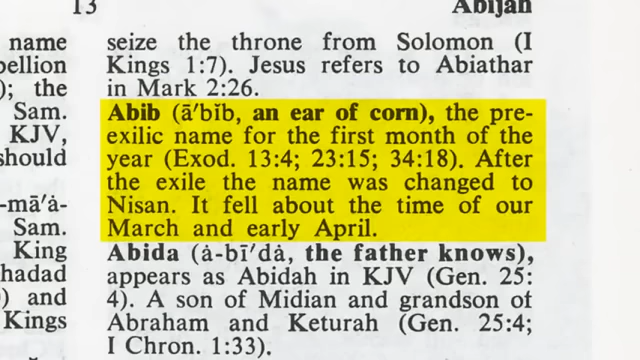 13
Abijah
name
bellion
); the
Sam.
KJV,
should
-mā′ȧ-
Sam.
King
hadad
) and
Kings
seize the throne from Solomon (I
Kings 1:7). Jesus refers to Abiathar
in Mark 2:26.
Abib (ā′bĭb, an ear of corn), the pre-
exilic name for the first month of the
year (Exod. 13:4; 23:15; 34:18). After
the exile the name was changed to
Nisan. It fell about the time of our
March and early April.
Abida (ȧ-bī′dȧ, the father knows),
appears as Abidah in KJV (Gen. 25:
4). A son of Midian and grandson of
Abraham and Keturah (Gen. 25:4;
I Chron. 1:33).